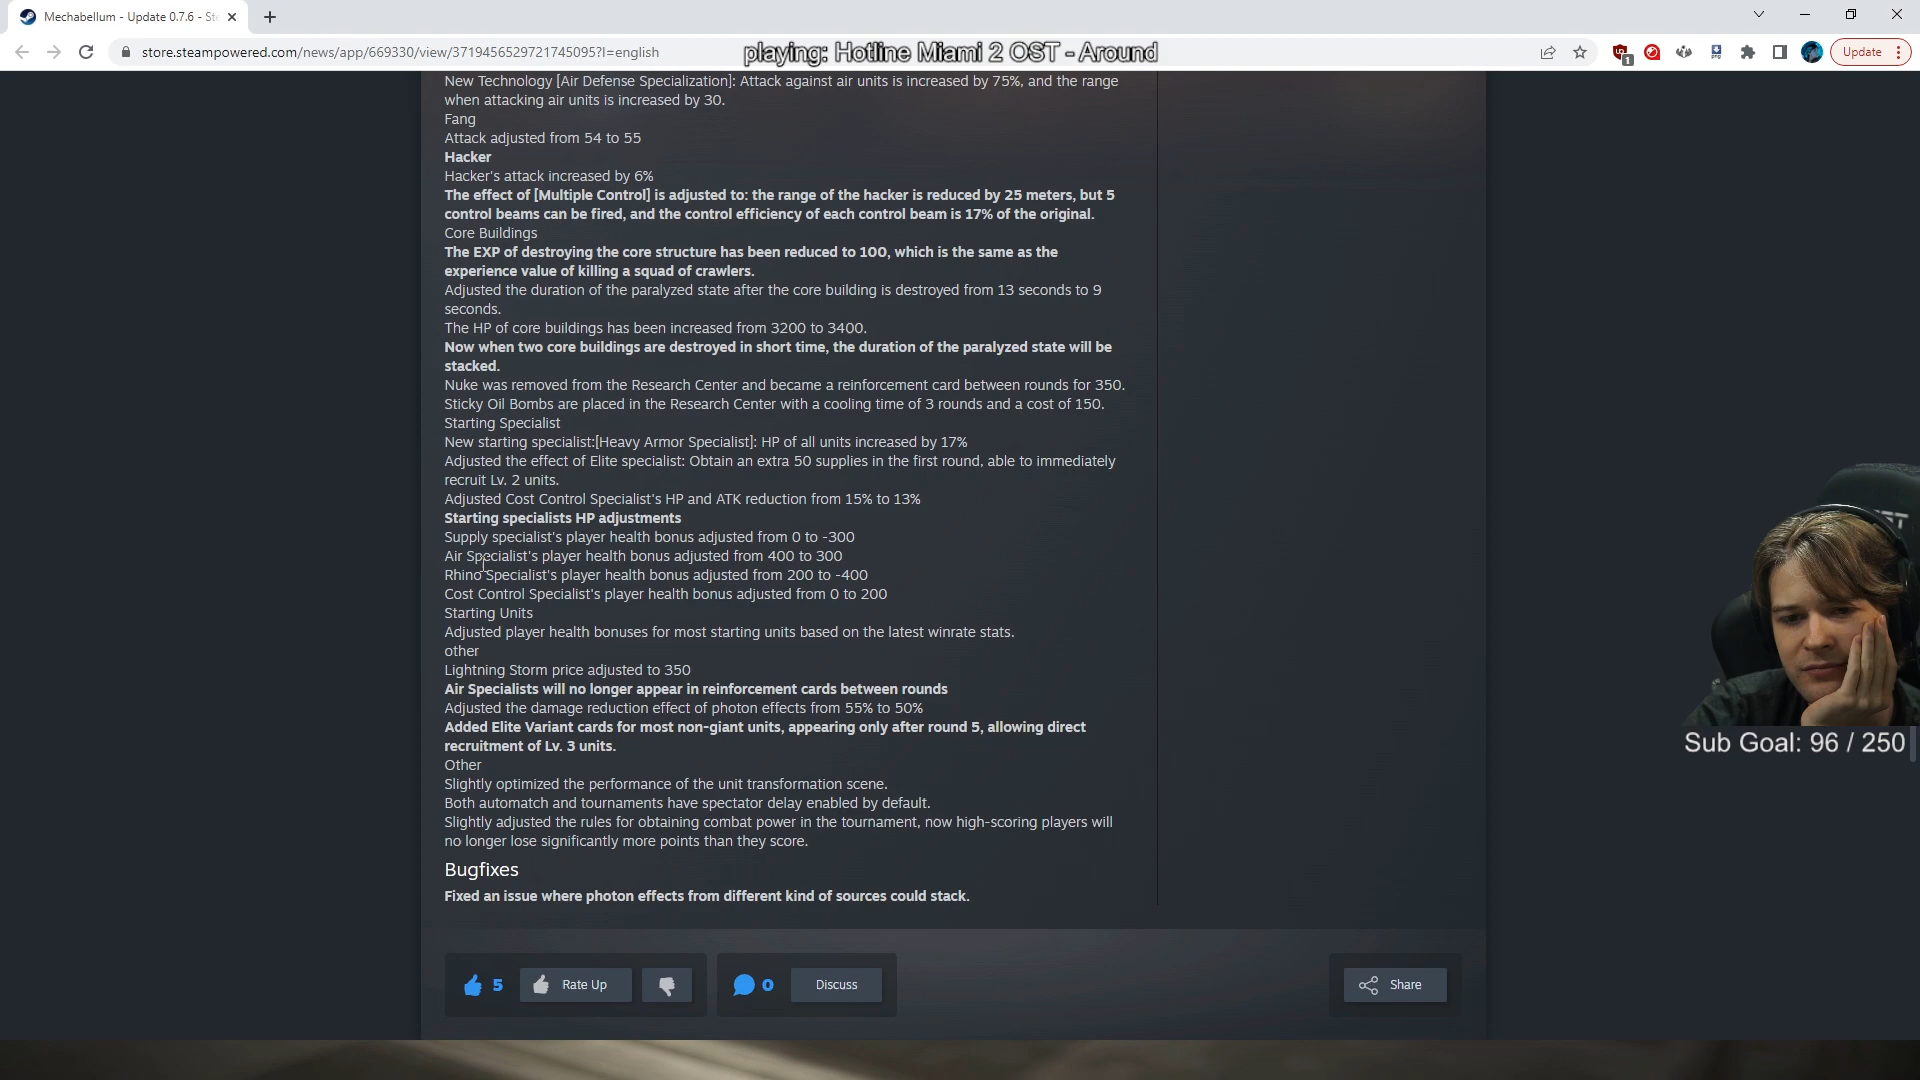 Mechabellum - Update 0.7.6 - Ste
store.steampowered.com/news/app/669330/view/3719456529721745095?l=english
playing: Hotline Miami 2 OST - Around
1
Update
New Technology [Air Defense Specialization]: Attack against air units is increased by 75%, and the range
when attacking air units is increased by 30.
Fang
Attack adjusted from 54 to 55
Hacker
Hacker's attack increased by 6%
The effect of [Multiple Control] is adjusted to: the range of the hacker is reduced by 25 meters, but 5
control beams can be fired, and the control efficiency of each control beam is 17% of the original.
Core Buildings
The EXP of destroying the core structure has been reduced to 100, which is the same as the
experience value of killing a squad of crawlers.
Adjusted the duration of the paralyzed state after the core building is destroyed from 13 seconds to 9
seconds.
The HP of core buildings has been increased from 3200 to 3400.
Now when two core buildings are destroyed in short time, the duration of the paralyzed state will be
stacked.
Nuke was removed from the Research Center and became a reinforcement card between rounds for 350.
Sticky Oil Bombs are placed in the Research Center with a cooling time of 3 rounds and a cost of 150.
Starting Specialist
New starting specialist:[Heavy Armor Specialist]: HP of all units increased by 17%
Adjusted the effect of Elite specialist: Obtain an extra 50 supplies in the first round, able to immediately
recruit Lv. 2 units.
Adjusted Cost Control Specialist's HP and ATK reduction from 15% to 13%
Starting specialists HP adjustments
Supply specialist's player health bonus adjusted from 0 to -300
Air Specialist's player health bonus adjusted from 400 to 300
Rhino Specialist's player health bonus adjusted from 200 to -400
Cost Control Specialist's player health bonus adjusted from 0 to 200
Starting Units
Adjusted player health bonuses for most starting units based on the latest winrate stats.
other
Lightning Storm price adjusted to 350
Air Specialists will no longer appear in reinforcement cards between rounds
Adjusted the damage reduction effect of photon effects from 55% to 50%
Added Elite Variant cards for most non-giant units, appearing only after round 5, allowing direct
recruitment of Lv. 3 units.
Other
Slightly optimized the performance of the unit transformation scene.
Both automatch and tournaments have spectator delay enabled by default.
Slightly adjusted the rules for obtaining combat power in the tournament, now high-scoring players will
no longer lose significantly more points than they score.
Bugfixes
Fixed an issue where photon effects from different kind of sources could stack.
5 Rate Up 0 Discuss Share
Sub Goal: 96 / 250